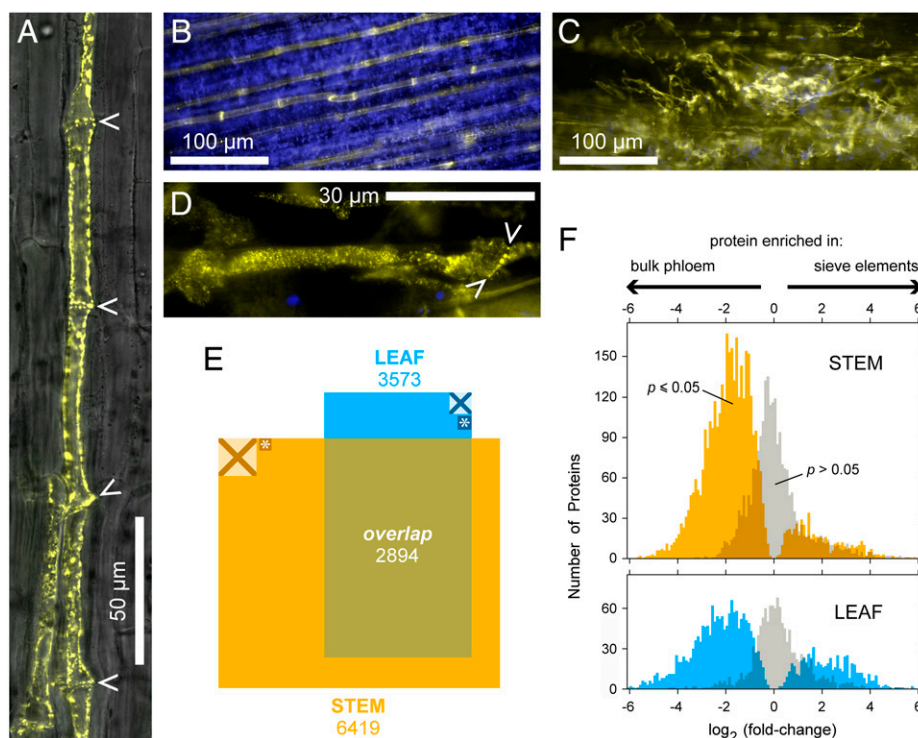 A
B
100 µm
C
100 µm
D
30 µm
50 µm
E
LEAF
3573
*
*
overlap
2894
STEM
6419
F
protein enriched in:
bulk phloem
sieve elements
-6 -4 -2 0 2 4 6
STEM
150
120
90
60
30
0
p ⩽ 0.05
p > 0.05
Number of Proteins
LEAF
60
30
0
-6 -4 -2 0 2 4 6
log2 (fold-change)